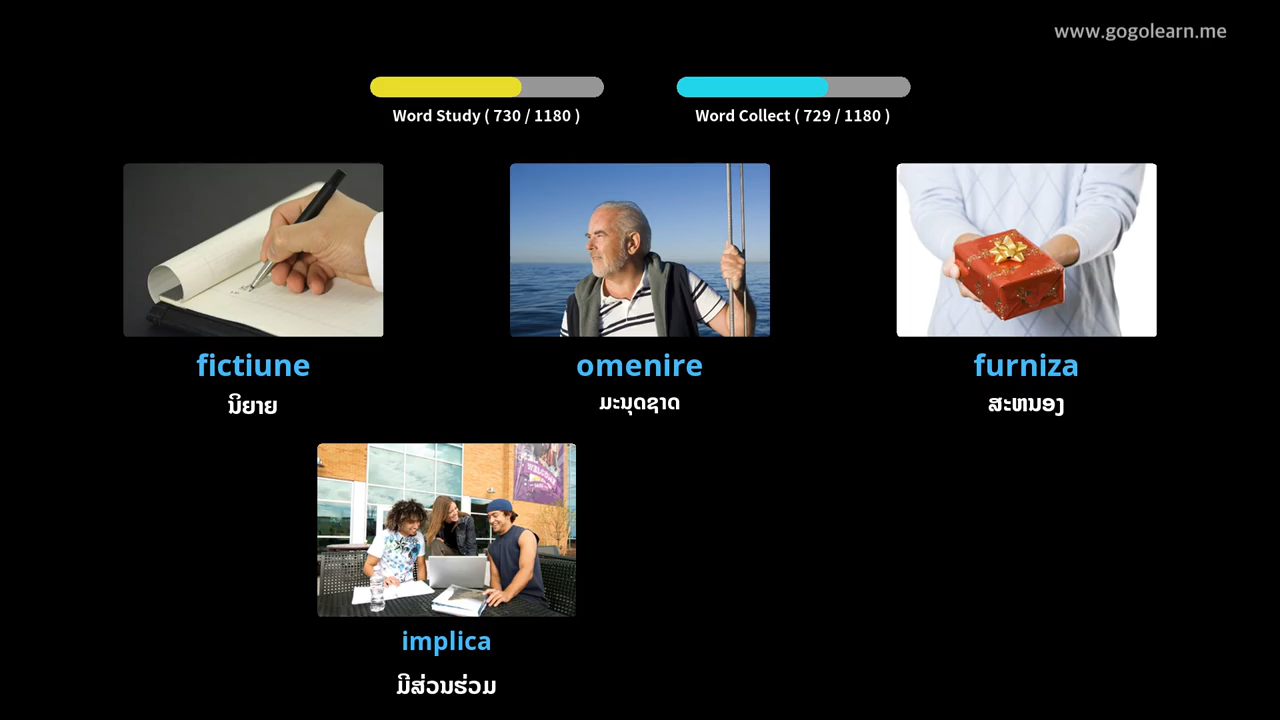 www.gogolearn.me
Word Study ( 730 / 1180 )
Word Collect ( 729 / 1180 )
fictiune
ນິຍາຍ
omenire
ມະນຸດຊາດ
furniza
ສະຫນອງ
WELCOME
implica
ມີສ່ວນຮ່ວມ